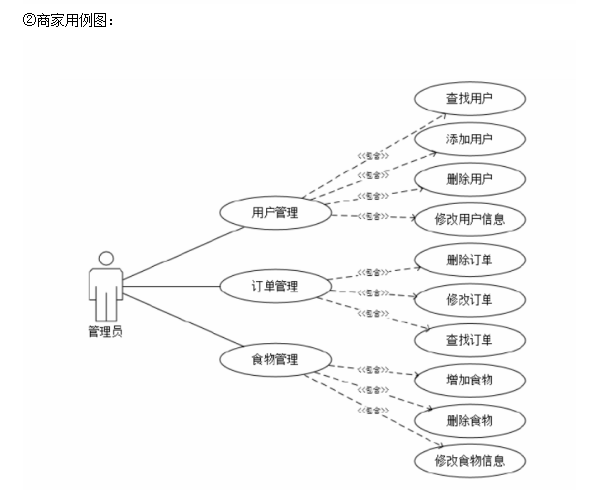 ②商家用例图：
查找用户
添加用户
<<包含>>
<<包含>>
删除用户
<<包含>>
用户管理
<<包含>>
修改用户信息
删除订单
<<包含>>
订单管理
<<包含>>
修改订单
<<包含>>
管理员
查找订单
食物管理
<<包含>>
增加食物
<<包含>>
<<包含>>
删除食物
修改食物信息